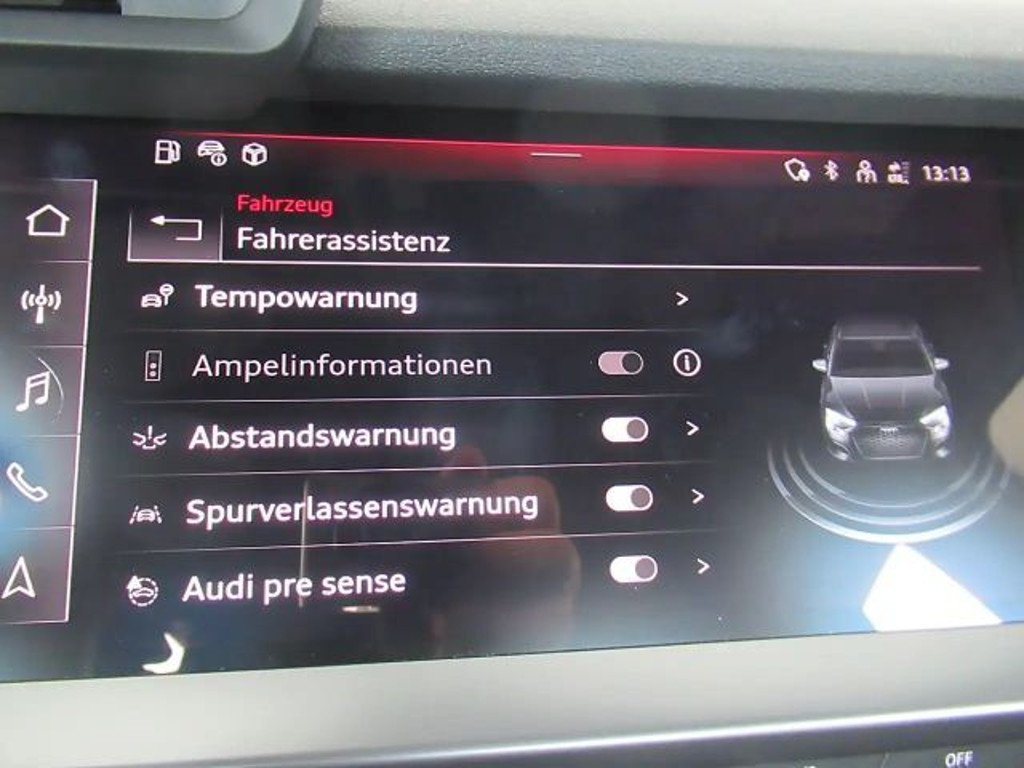 13:13
Fahrzeug
Fahrerassistenz
Tempowarnung
Ampelinformationen
Abstandswarnung
Spurverlassenswarnung
Audi pre sense
OFF